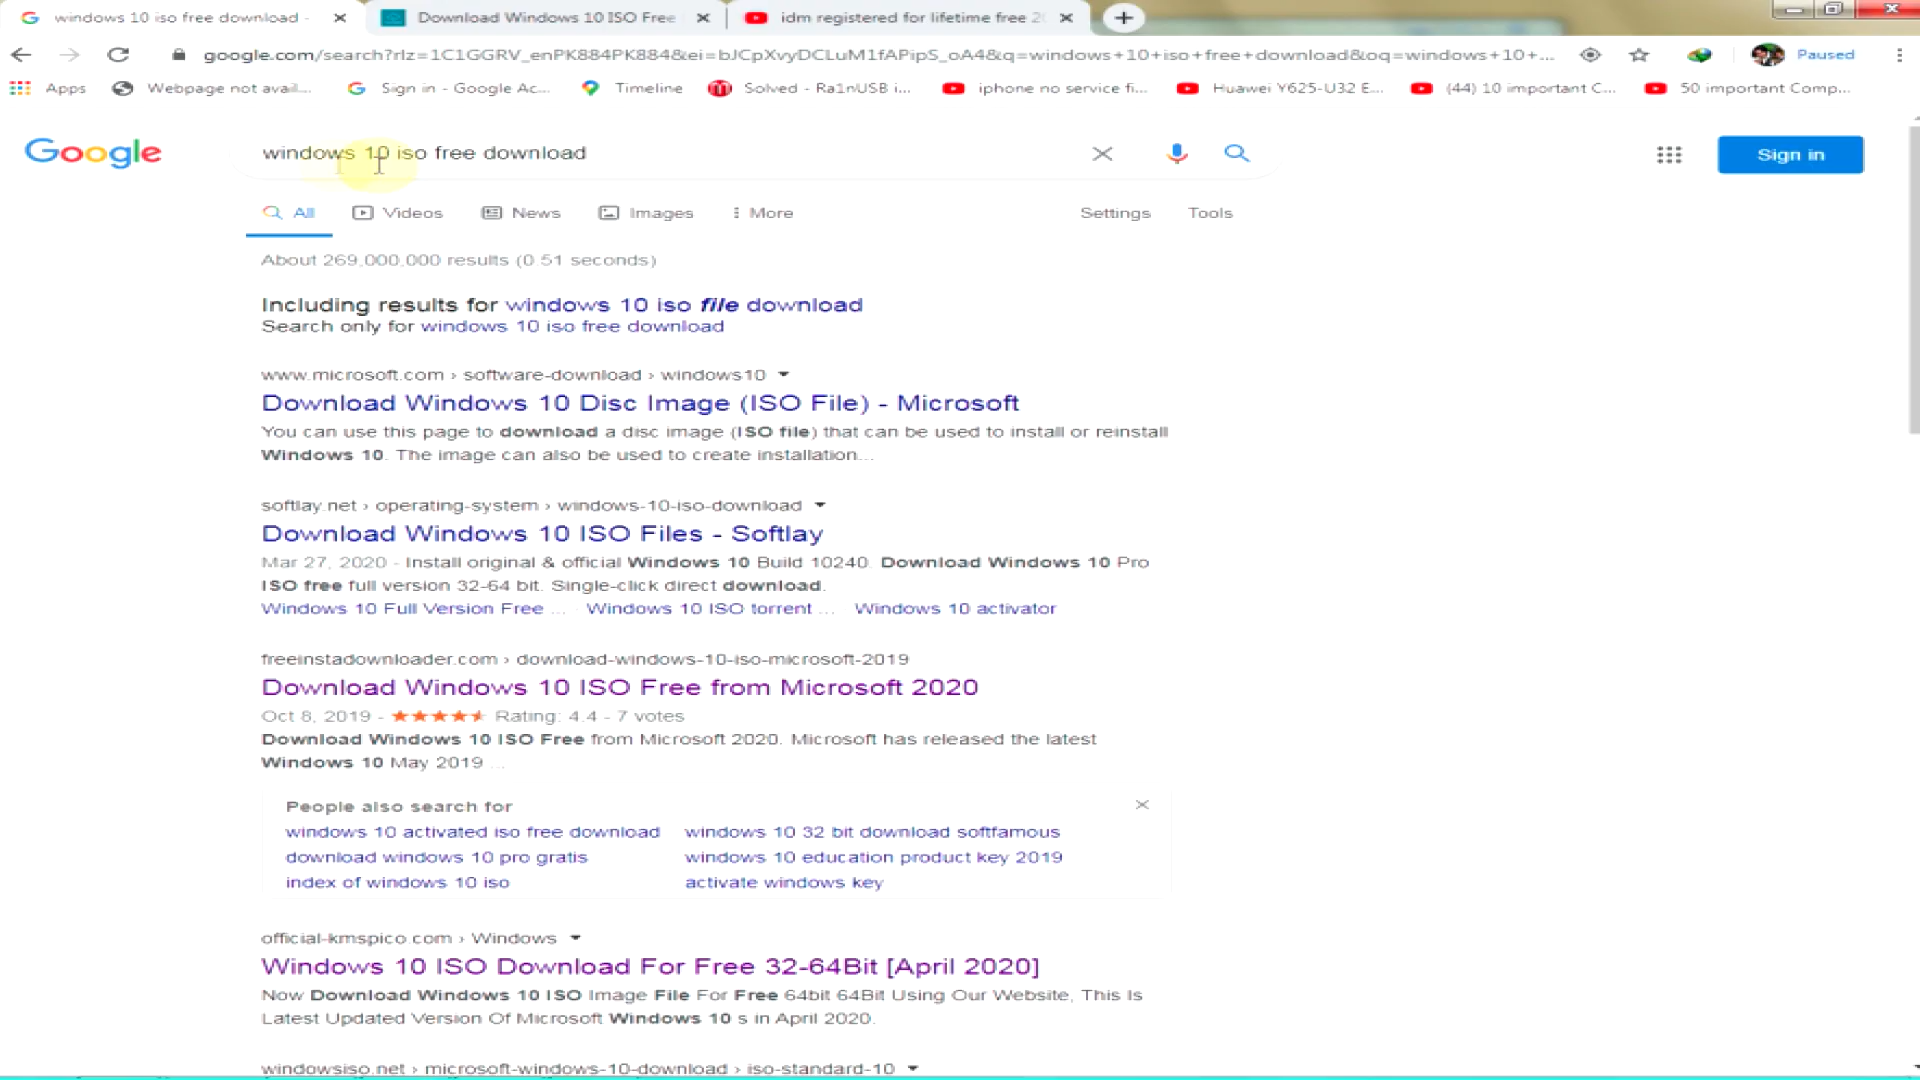 windows 10 iso free download -
Download Windows 10 ISO Free
idm registered for lifetime free 2
google.com/search?rlz=1C1GGRV_enPK884PK884&ei=bJCpXvyDCLuM1fAPipS_oA4&q=windows+10+iso+free+download&oq=windows+10+...
Paused
Apps
Webpage not avail...
Sign in - Google Ac...
Timeline
Solved - Ra1nUSB i...
iphone no service fi...
Huawei Y625-U32 E...
(44) 10 important C...
50 important Comp...
Google
windows 10 iso free download
Sign in
All
Videos
News
Images
More
Settings
Tools
About 269,000,000 results (0.51 seconds)
Including results for windows 10 iso file download
Search only for windows 10 iso free download
www.microsoft.com › software-download › windows10
Download Windows 10 Disc Image (ISO File) - Microsoft
You can use this page to download a disc image (ISO file) that can be used to install or reinstall
Windows 10. The image can also be used to create installation...
softlay.net › operating-system › windows-10-iso-download
Download Windows 10 ISO Files - Softlay
Mar 27, 2020 - Install original & official Windows 10 Build 10240. Download Windows 10 Pro
ISO free full version 32-64 bit. Single-click direct download.
Windows 10 Full Version Free ... Windows 10 ISO torrent ... Windows 10 activator
freeinstadownloader.com › download-windows-10-iso-microsoft-2019
Download Windows 10 ISO Free from Microsoft 2020
Oct 8, 2019 - Rating: 4.4 - 7 votes
Download Windows 10 ISO Free from Microsoft 2020. Microsoft has released the latest
Windows 10 May 2019 ...
People also search for
windows 10 activated iso free download
windows 10 32 bit download softfamous
download windows 10 pro gratis
windows 10 education product key 2019
index of windows 10 iso
activate windows key
official-kmspico.com › Windows
Windows 10 ISO Download For Free 32-64Bit [April 2020]
Now Download Windows 10 ISO Image File For Free 64bit 64Bit Using Our Website, This Is
Latest Updated Version Of Microsoft Windows 10 s in April 2020.
windowsiso.net › microsoft-windows-10-download › iso-standard-10